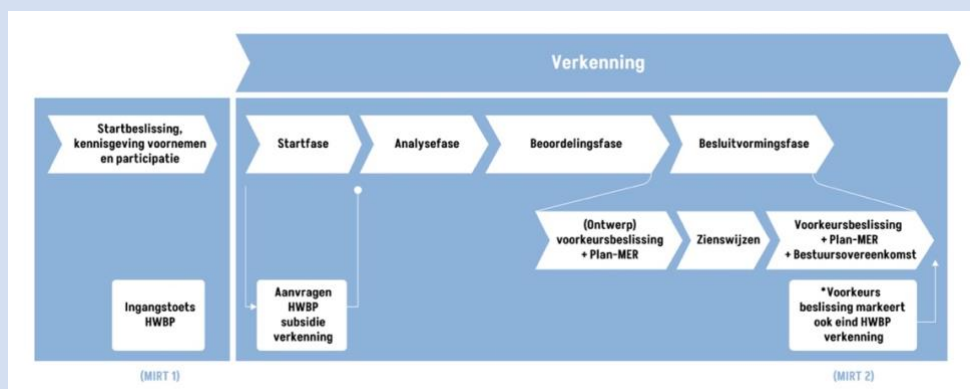 Verkenning
Startbeslissing,
kennisgeving voornemen
en participatie
Startfase
Analysefase
Beoordelingsfase
Besluitvormingsfase
(Ontwerp)
voorkeursbeslissing
+ Plan-MER
Zienswijzen
Voorkeursbeslissing
+ Plan-MER
+ Bestuursovereenkomst
Ingangstoets
HWBP
Aanvragen
HWBP
subsidie
verkenning
*Voorkeurs
beslissing markeert
ook eind HWBP
verkenning
(MIRT 1)
(MIRT 2)